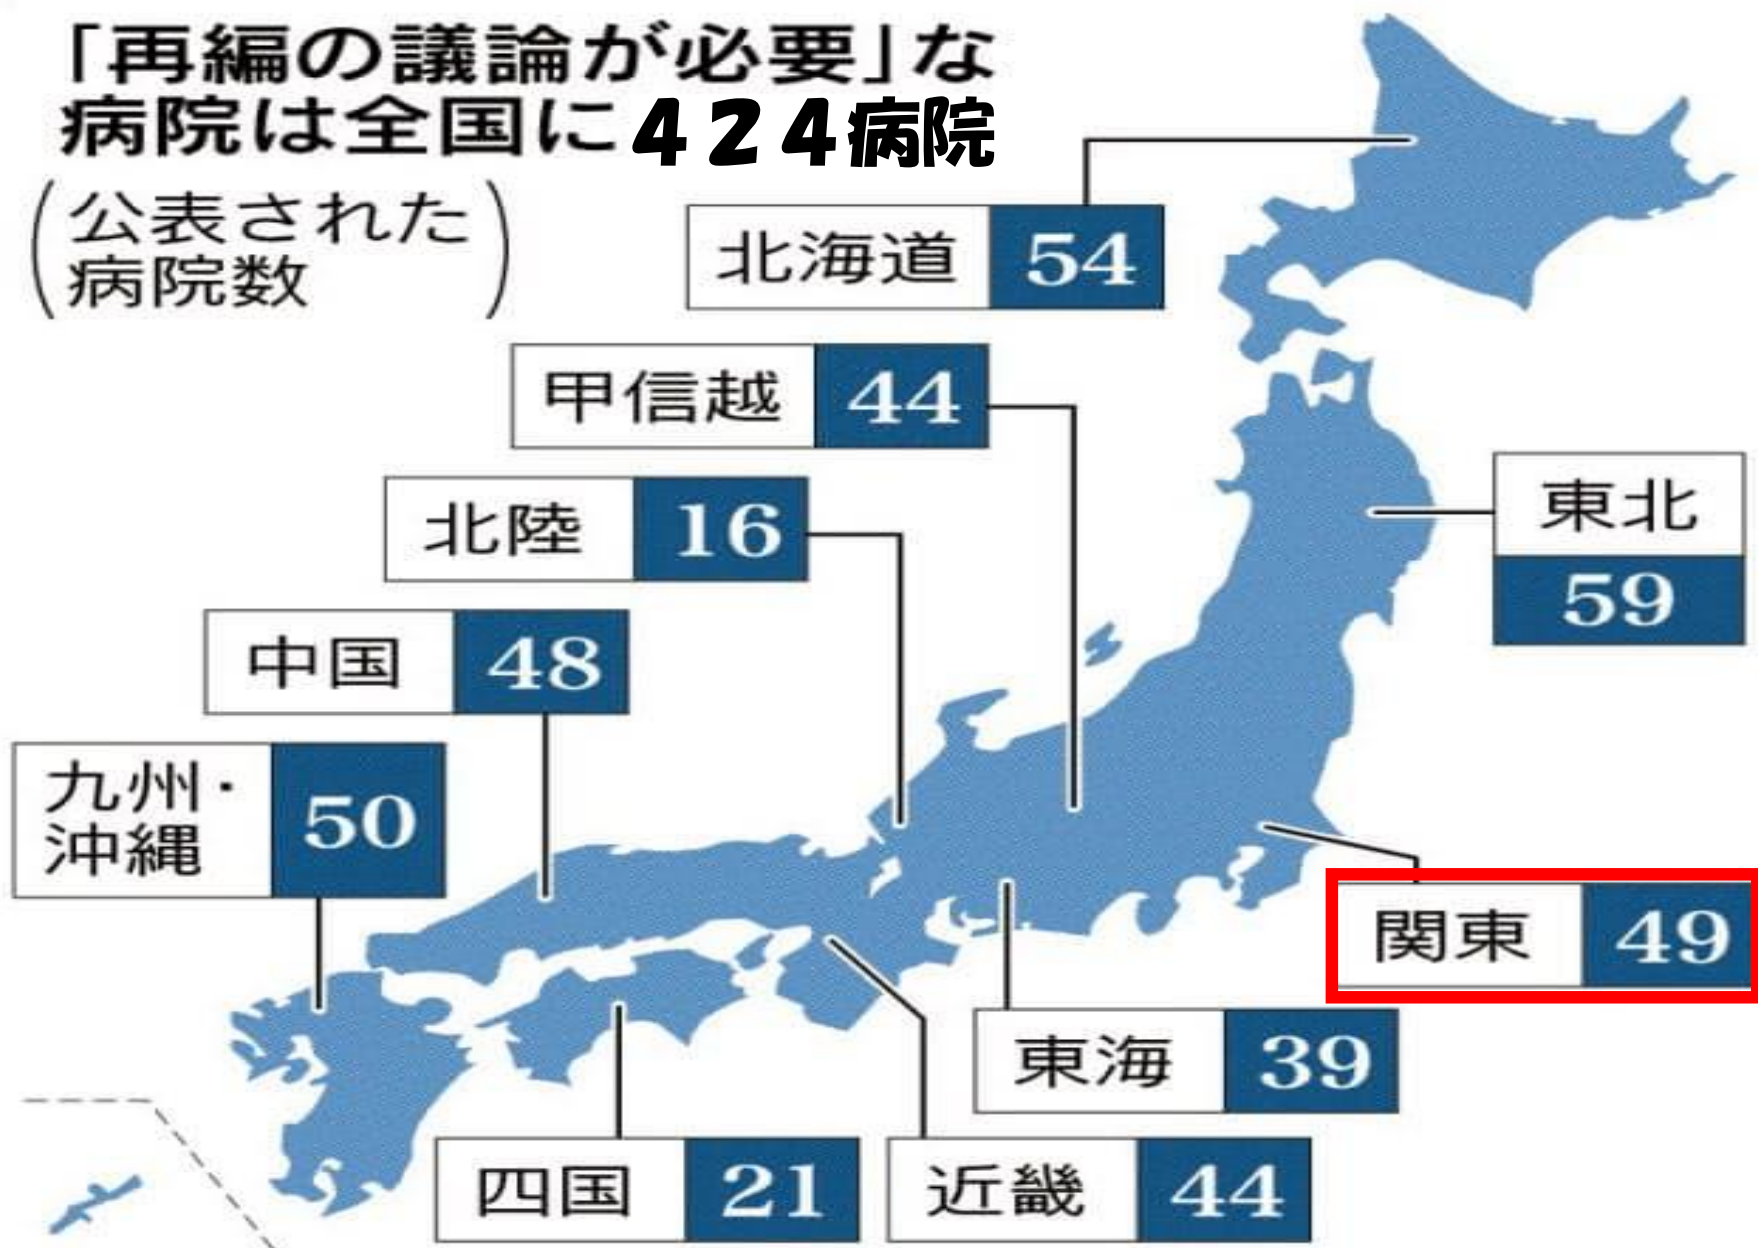 「再編の議論が必要」な
病院は全国に424病院
(公表された
病院数)
北海道 54
甲信越 44
北陸 16
東北
59
中国 48
九州・
沖縄
50
関東 49
東海 39
四国 21
近畿 44